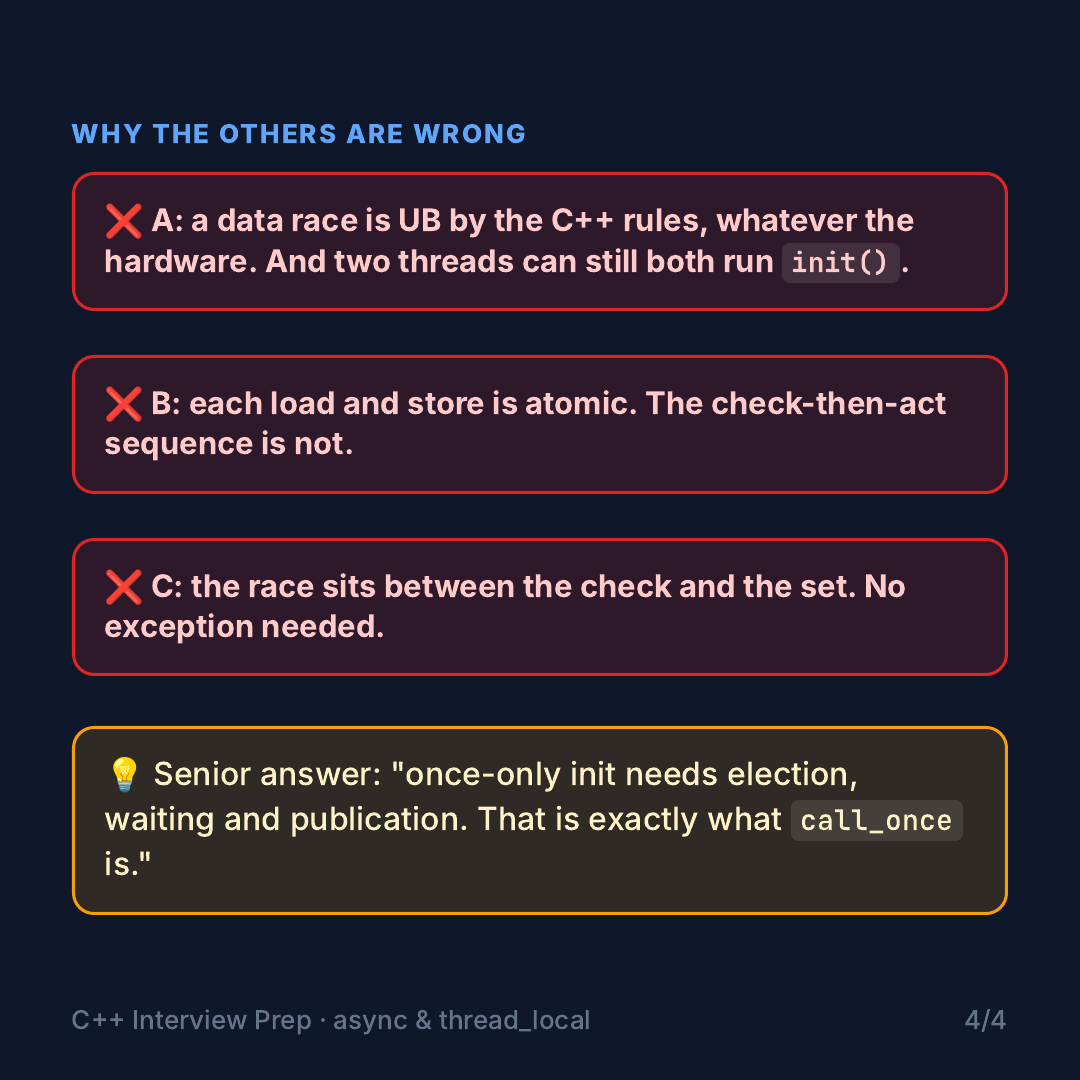 WHY THE OTHERS ARE WRONG
❌ A: a data race is UB by the C++ rules, whatever the
hardware. And two threads can still both run init() .
❌ B: each load and store is atomic. The check-then-act
sequence is not.
❌ C: the race sits between the check and the set. No
exception needed.
💡 Senior answer: "once-only init needs election,
waiting and publication. That is exactly what call_once
is."
C++ Interview Prep · async & thread_local
4/4